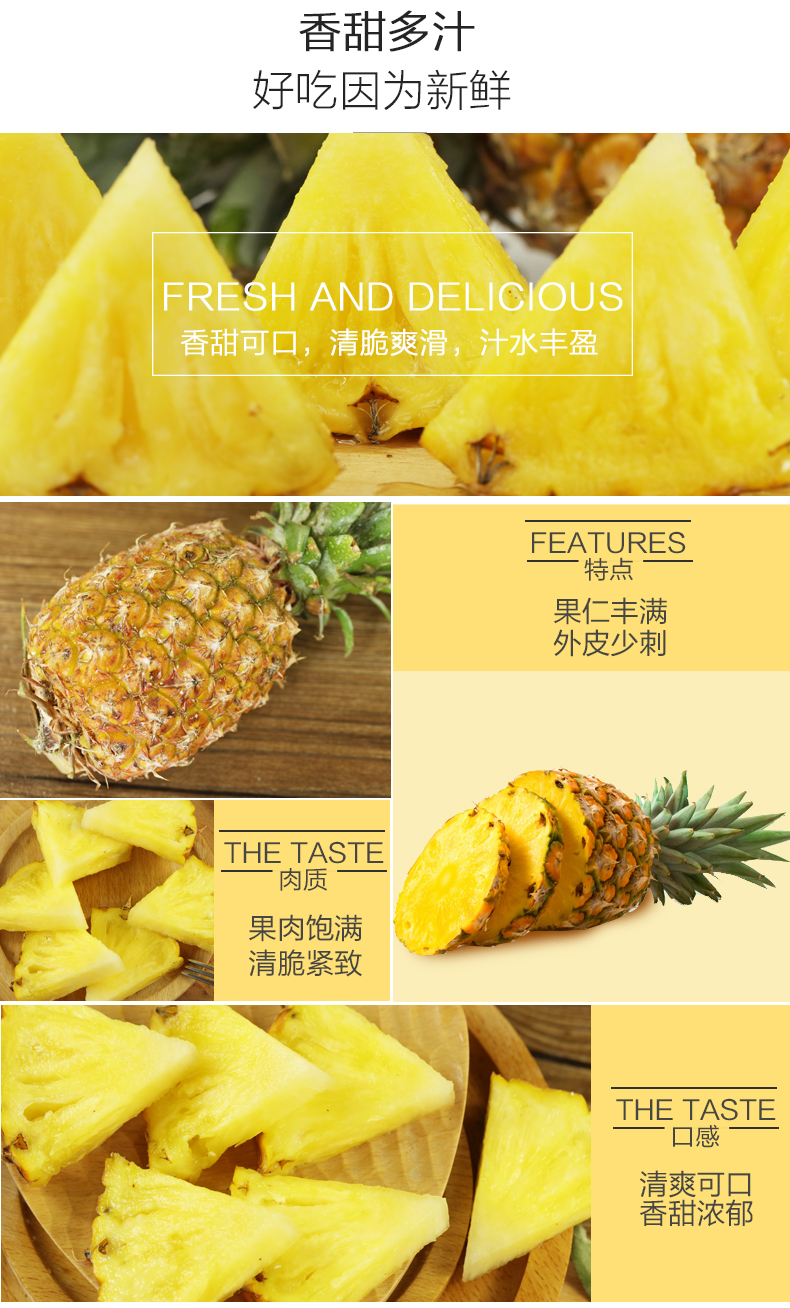 香甜多汁
好吃因为新鲜
FRESH AND DELICIOUS
香甜可口，清脆爽滑，汁水丰盈
FEATURES
特点
果仁丰满
外皮少刺
THE TASTE
肉质
果肉饱满
清脆紧致
THE TASTE
口感
清爽可口
香甜浓郁